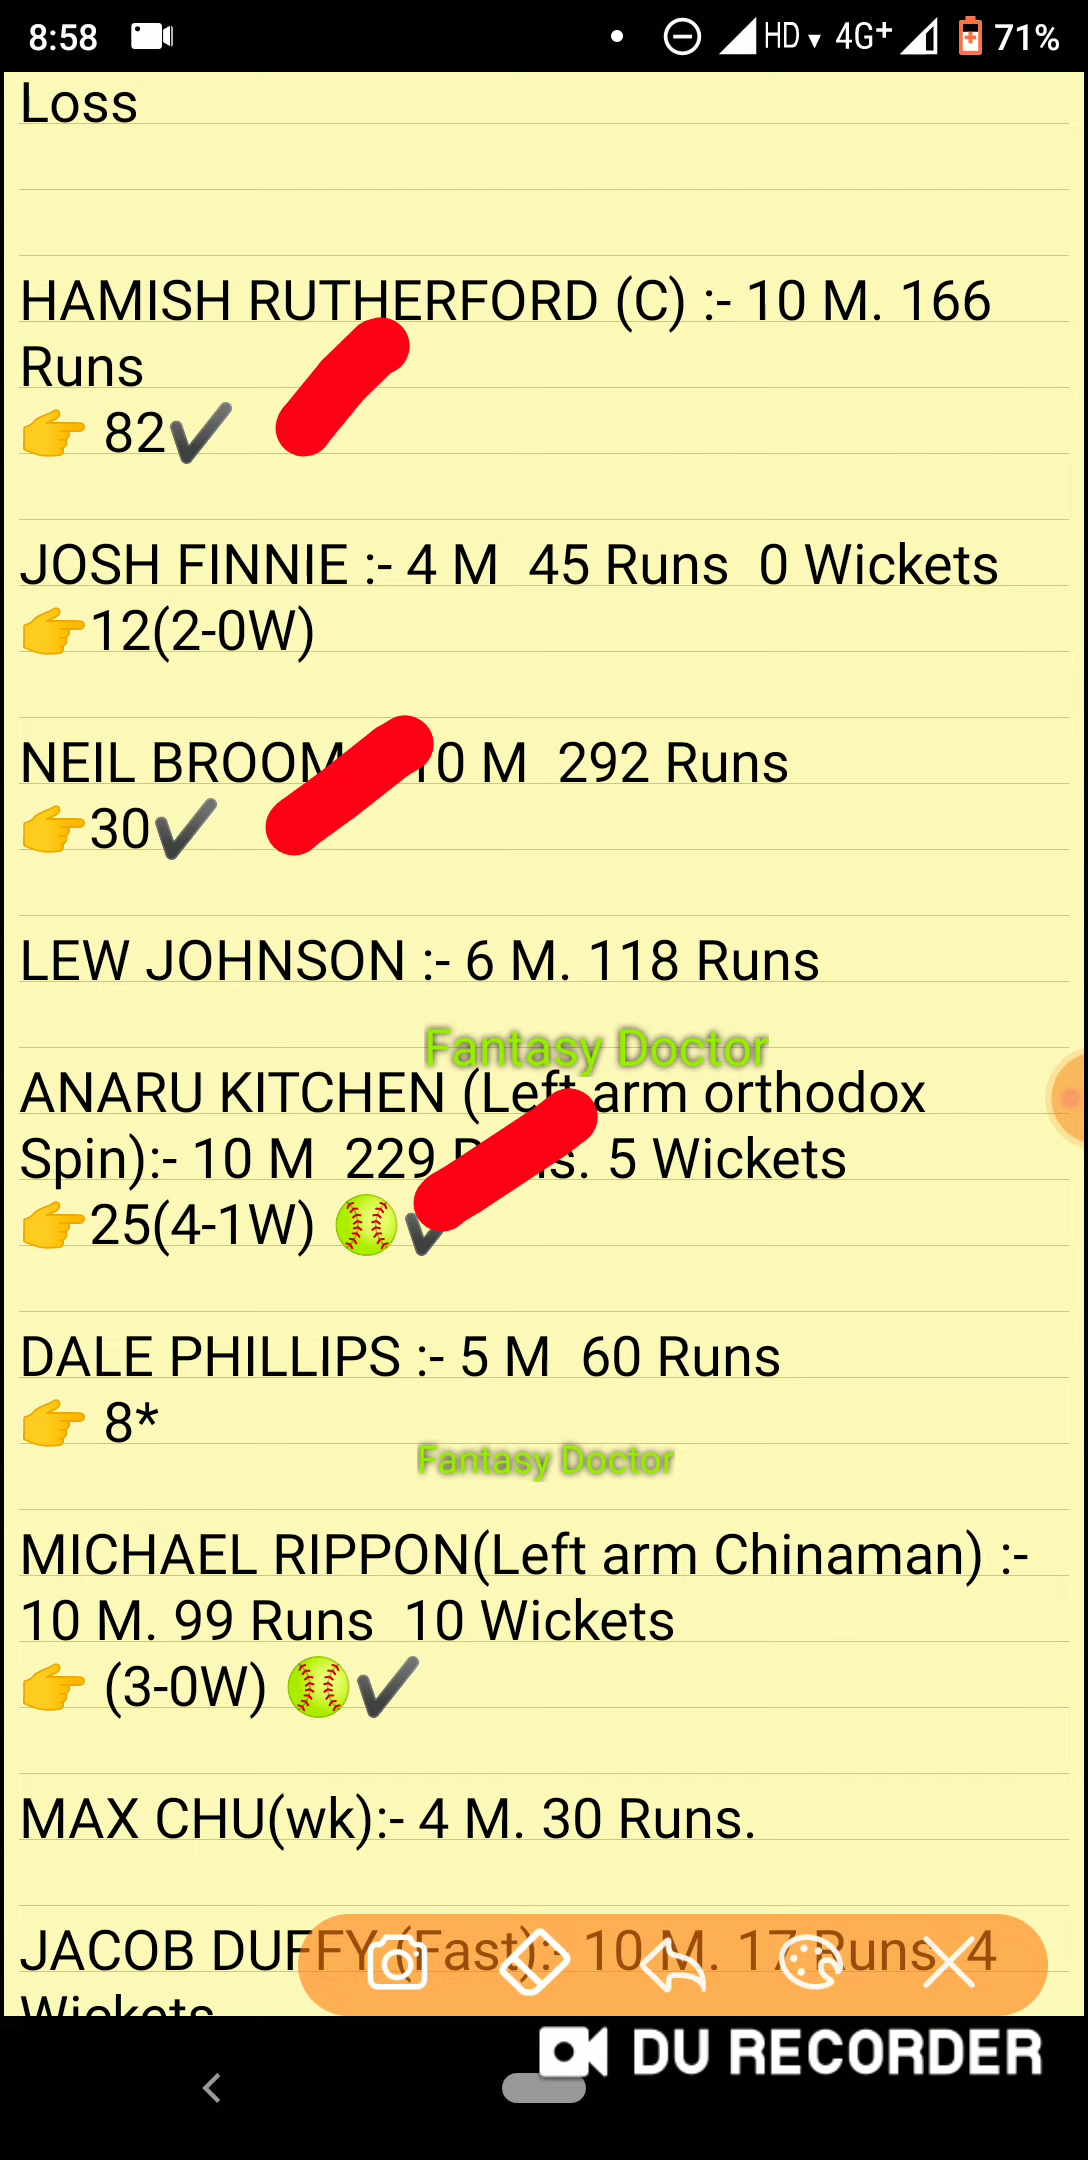 8:58 HD 4G+ 71%
Loss
HAMISH RUTHERFORD (C) :- 10 M. 166
Runs
👉 82✔
JOSH FINNIE :- 4 M  45 Runs  0 Wickets
👉12(2-0W)
NEIL BROOM 10 M  292 Runs
👉30✔
LEW JOHNSON :- 6 M. 118 Runs
Fantasy Doctor
ANARU KITCHEN (Left arm orthodox
Spin):- 10 M  229 5 Wickets
👉25(4-1W) 🥎✔
DALE PHILLIPS :- 5 M  60 Runs
👉 8*
Fantasy Doctor
MICHAEL RIPPON(Left arm Chinaman) :-
10 M. 99 Runs  10 Wickets
👉 (3-0W) 🥎✔
MAX CHU(wk):- 4 M. 30 Runs.
JACOB DUFFY (Fast):- 10 M. 17 Runs 4
Wickets
DU RECORDER